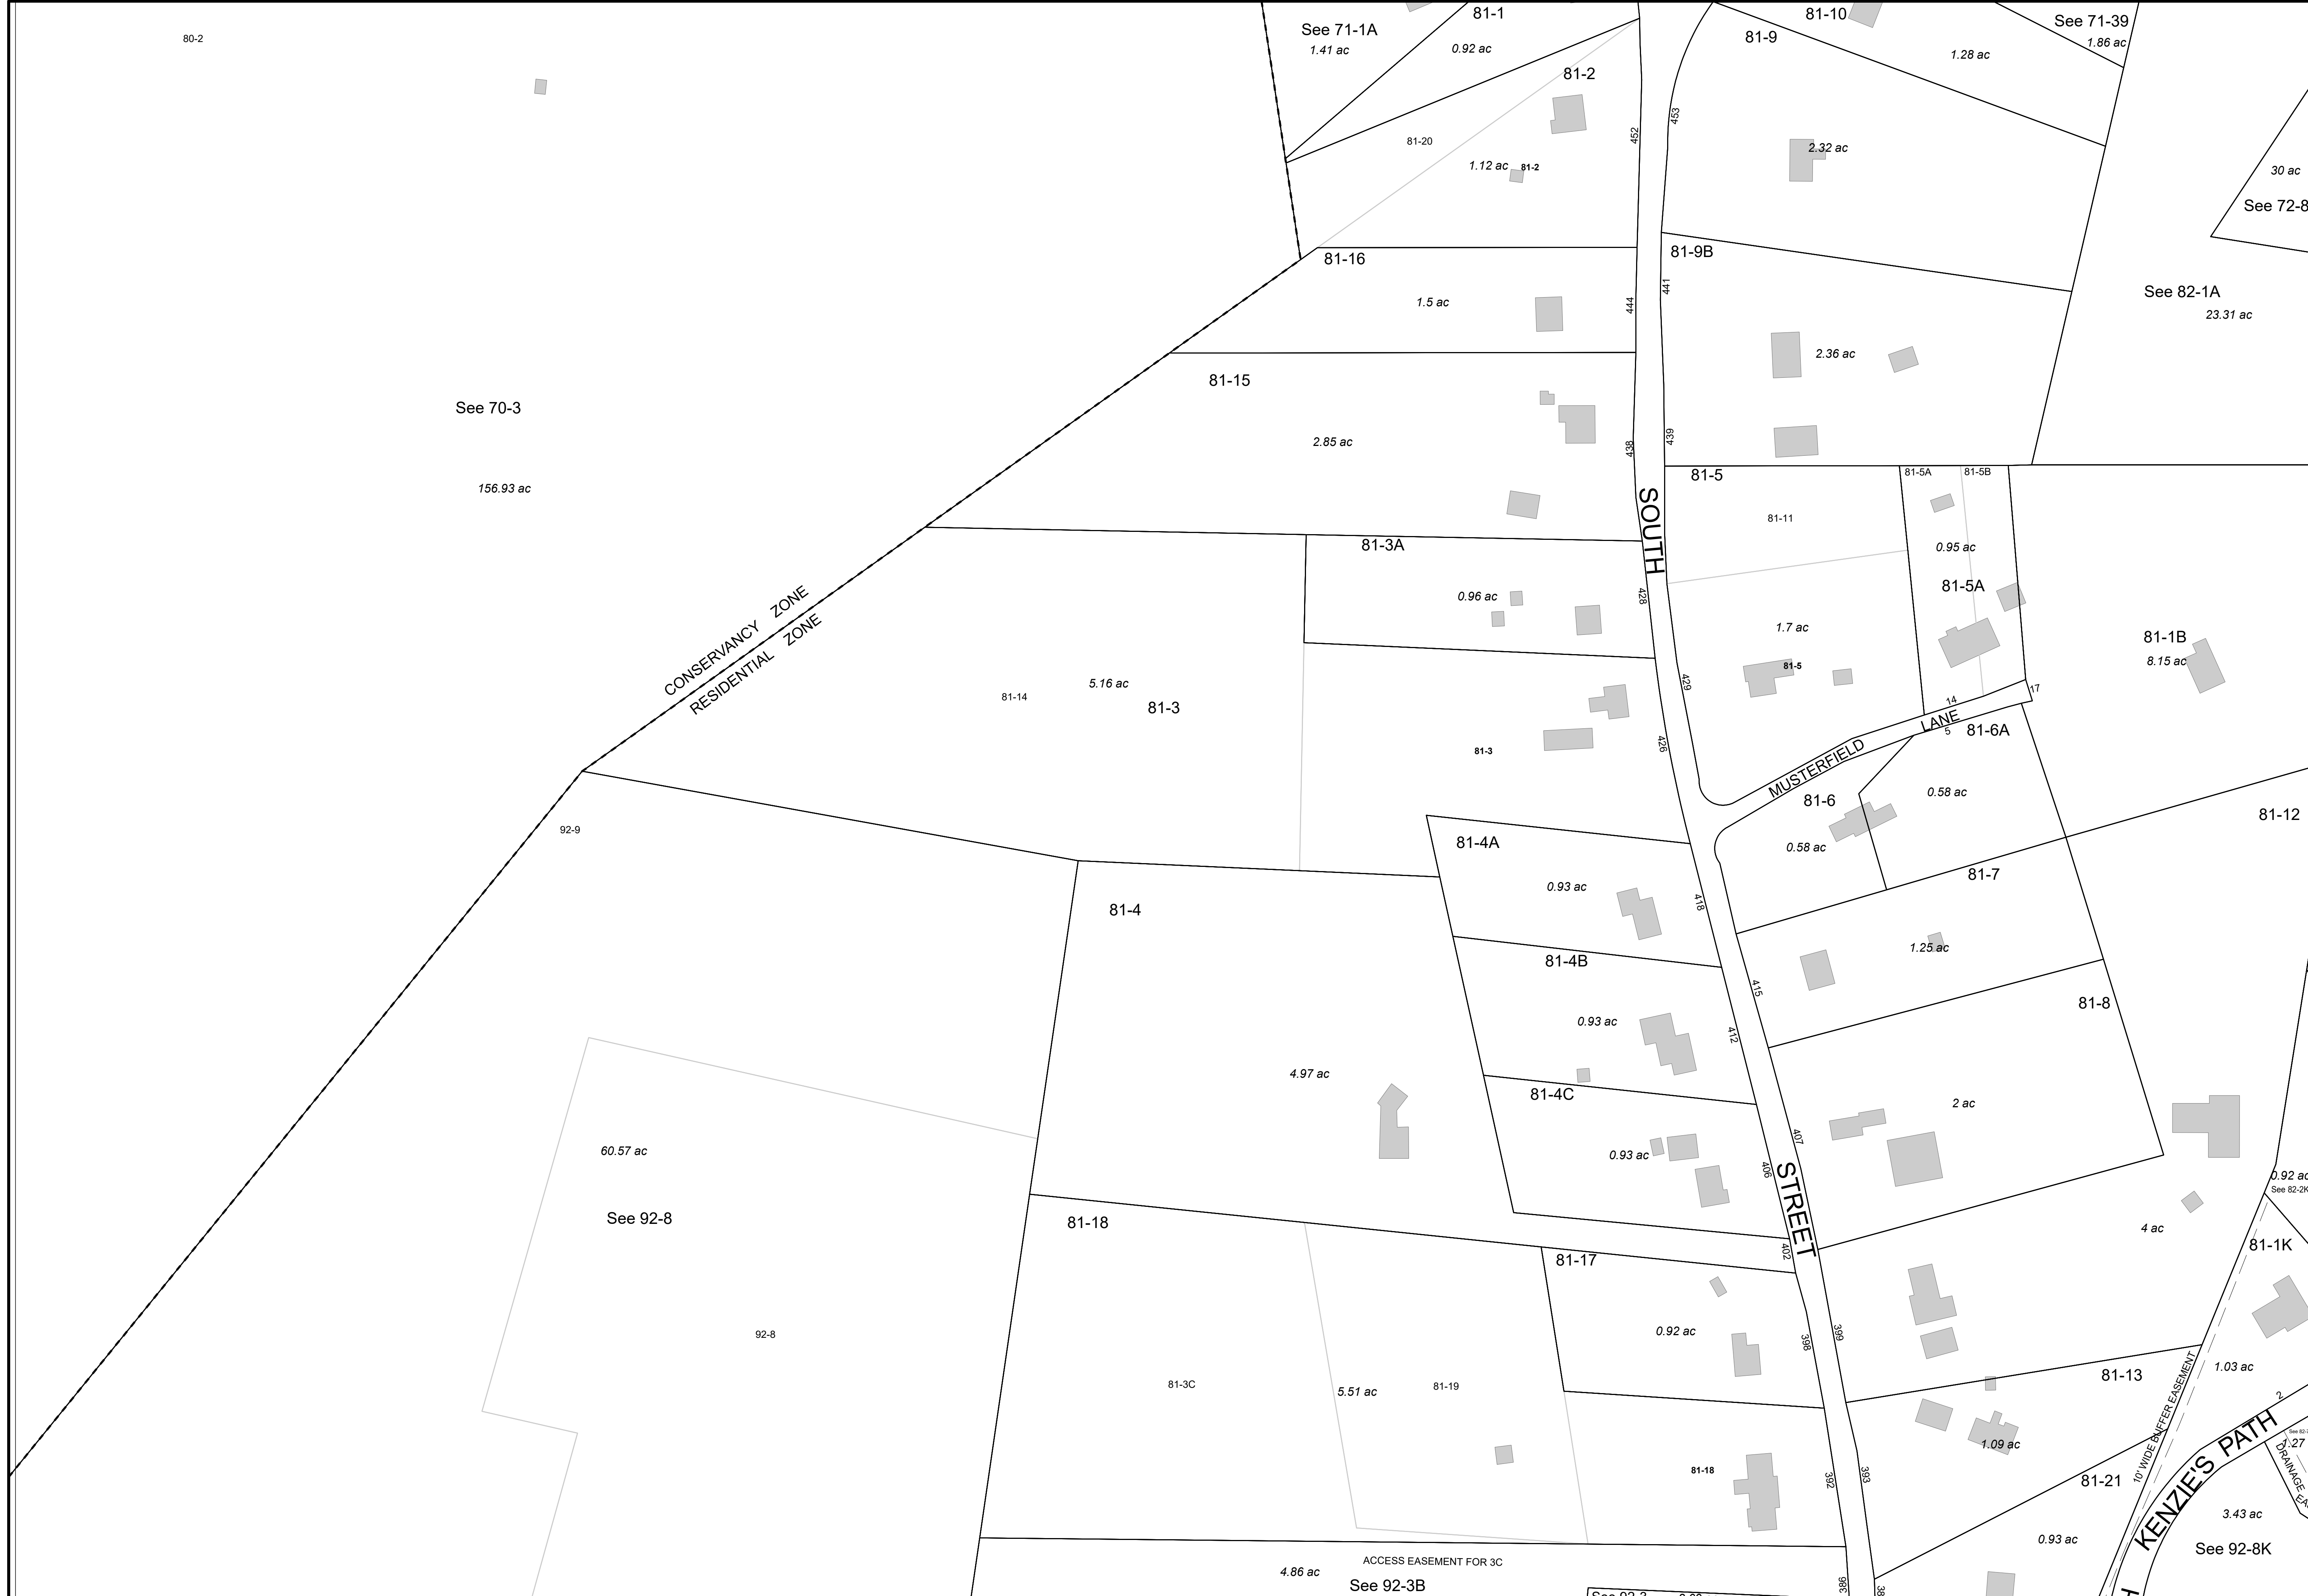 80-2
See 71-1A
1.41 ac
81-1
0.92 ac
81-10
1.28 ac
See 71-39
1.86 ac
81-9
2.32 ac
453
81-2
452
81-20
1.12 ac
81-2
30 ac
See 72-8
81-16
1.5 ac
444
81-9B
441
2.36 ac
439
See 82-1A
23.31 ac
See 70-3
156.93 ac
81-15
2.85 ac
438
SOUTH
81-5
81-11
81-5A
81-5B
0.95 ac
81-5A
81-3A
0.96 ac
428
1.7 ac
81-5
429
CONSERVANCY ZONE
RESIDENTIAL ZONE
81-14
5.16 ac
81-3
81-3
426
81-1B
8.15 ac
14
17
MUSTERFIELD LANE
5
81-6A
0.58 ac
81-6
0.58 ac
81-12
92-9
81-4A
0.93 ac
418
81-7
1.25 ac
415
81-4
4.97 ac
81-4B
0.93 ac
412
81-8
2 ac
407
81-4C
0.93 ac
406
STREET
402
60.57 ac
See 92-8
92-8
0.92 ac
See 82-2K
4 ac
81-1K
1.03 ac
81-18
81-17
0.92 ac
398
399
81-3C
5.51 ac
81-19
81-18
392
393
81-13
1.09 ac
10' WIDE BUFFER EASEMENT
2
KENZIE'S PATH
1.27
DRAINAGE
81-21
0.93 ac
3.43 ac
See 92-8K
ACCESS EASEMENT FOR 3C
4.86 ac
See 92-3B
386